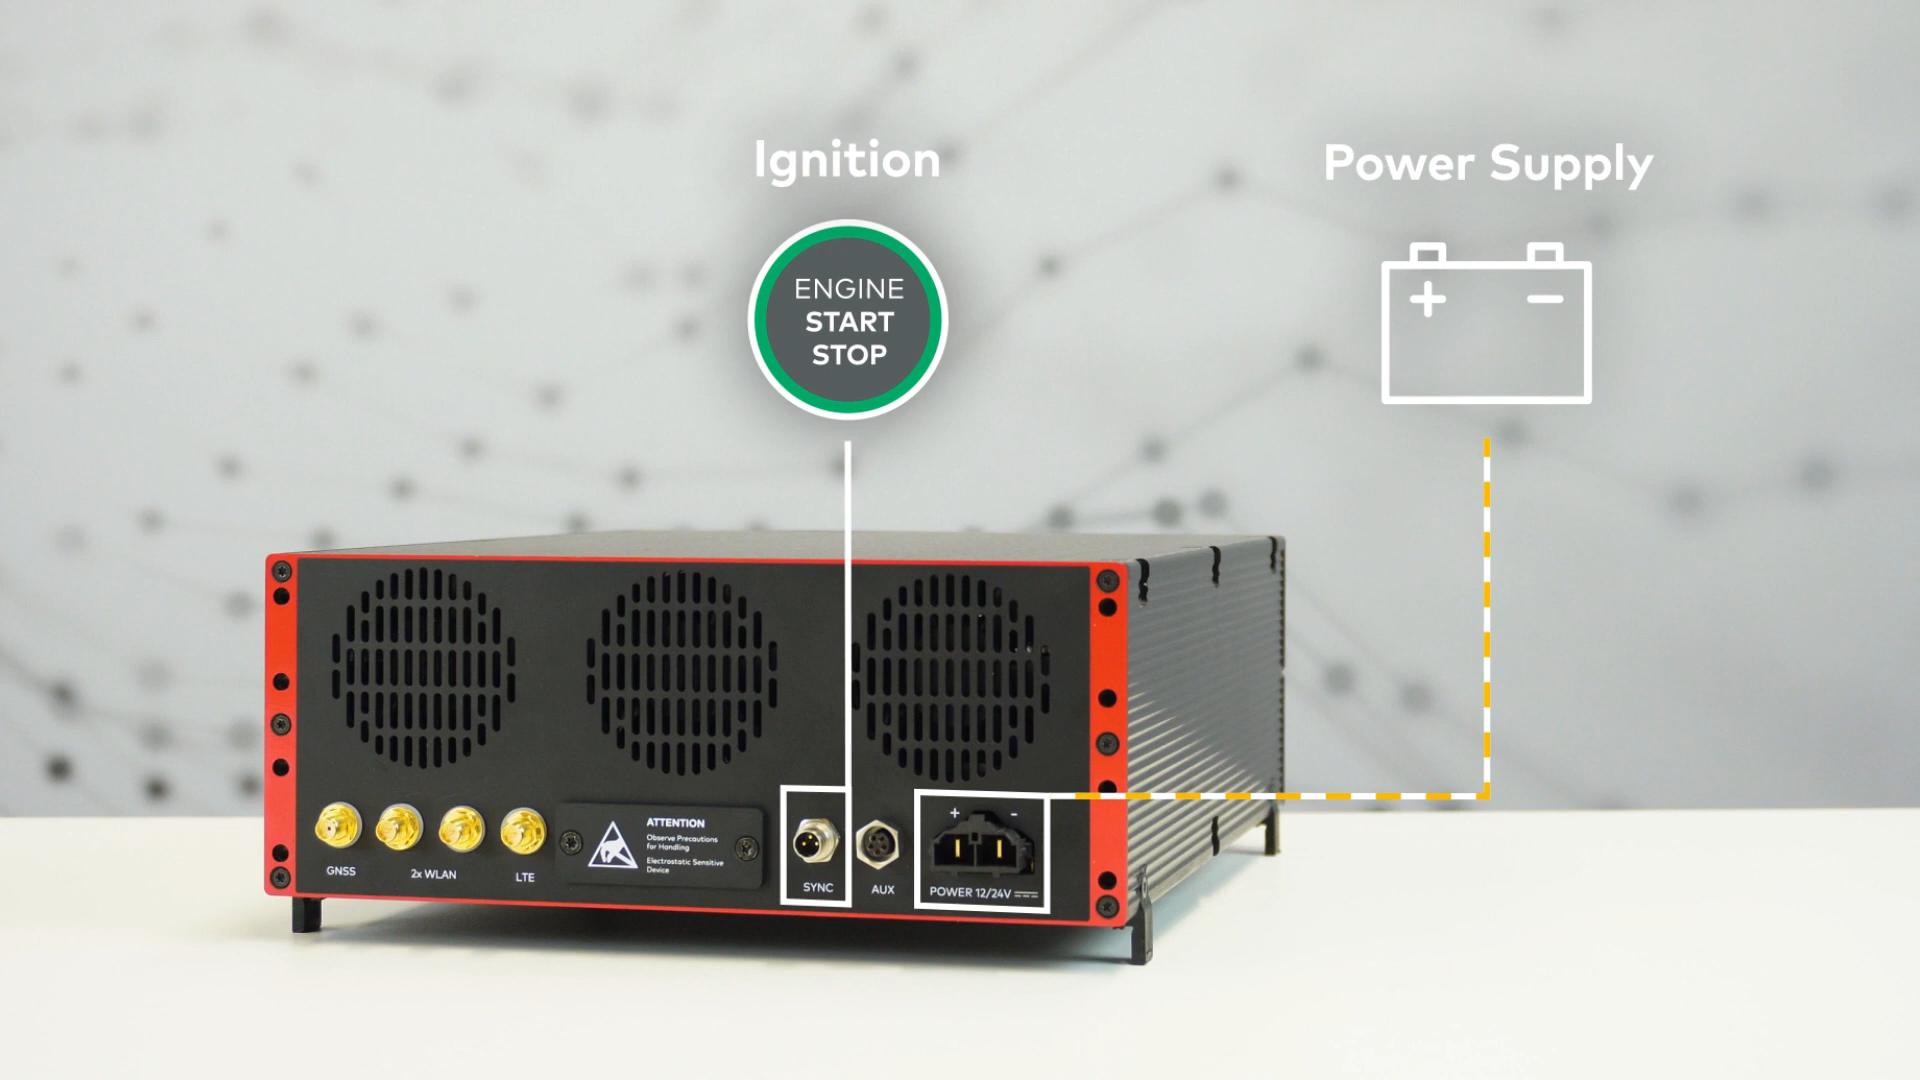 Ignition
Power Supply
ENGINE
START
STOP
+ −
ATTENTION
Observe Precautions
for Handling
Electrostatic Sensitive
Device
+ -
GNSS
2x WLAN
LTE
SYNC
AUX
POWER 12/24V